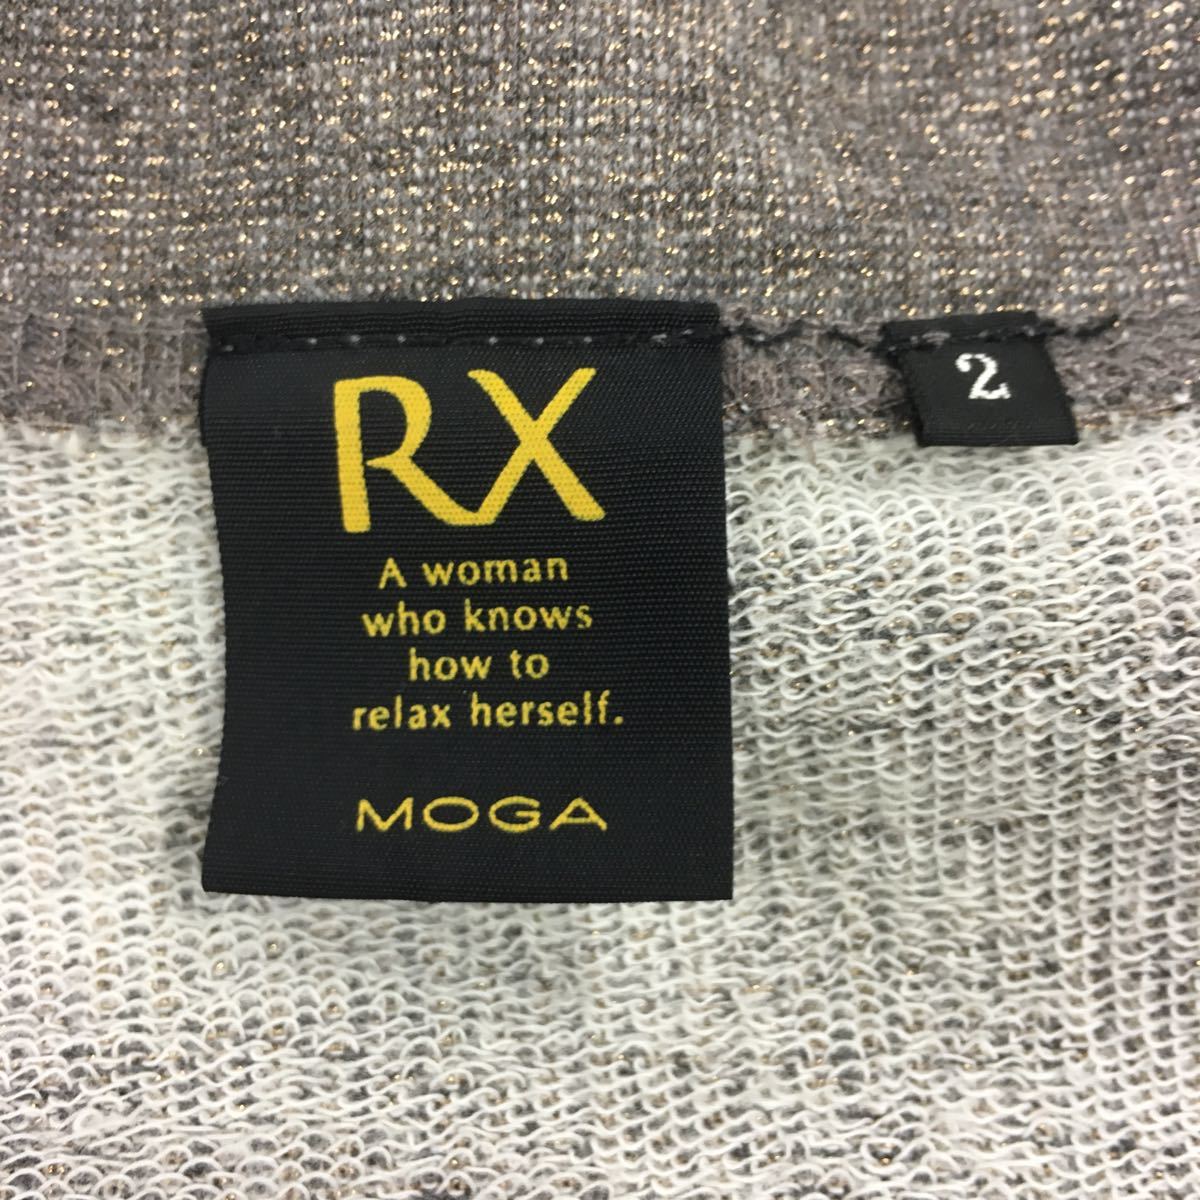 RX
A woman
who knows
how to
relax herself.
MOGA
2